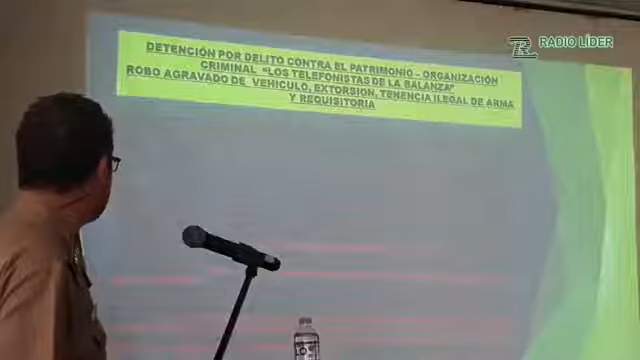 RADIO LÍDER
DETENCIÓN POR DELITO CONTRA EL PATRIMONIO - ORGANIZACIÓN
CRIMINAL "LOS TELEFONISTAS DE LA BALANZA"
ROBO AGRAVADO DE VEHICULO, EXTORSION, TENENCIA ILEGAL DE ARMA
Y REQUISITORIA